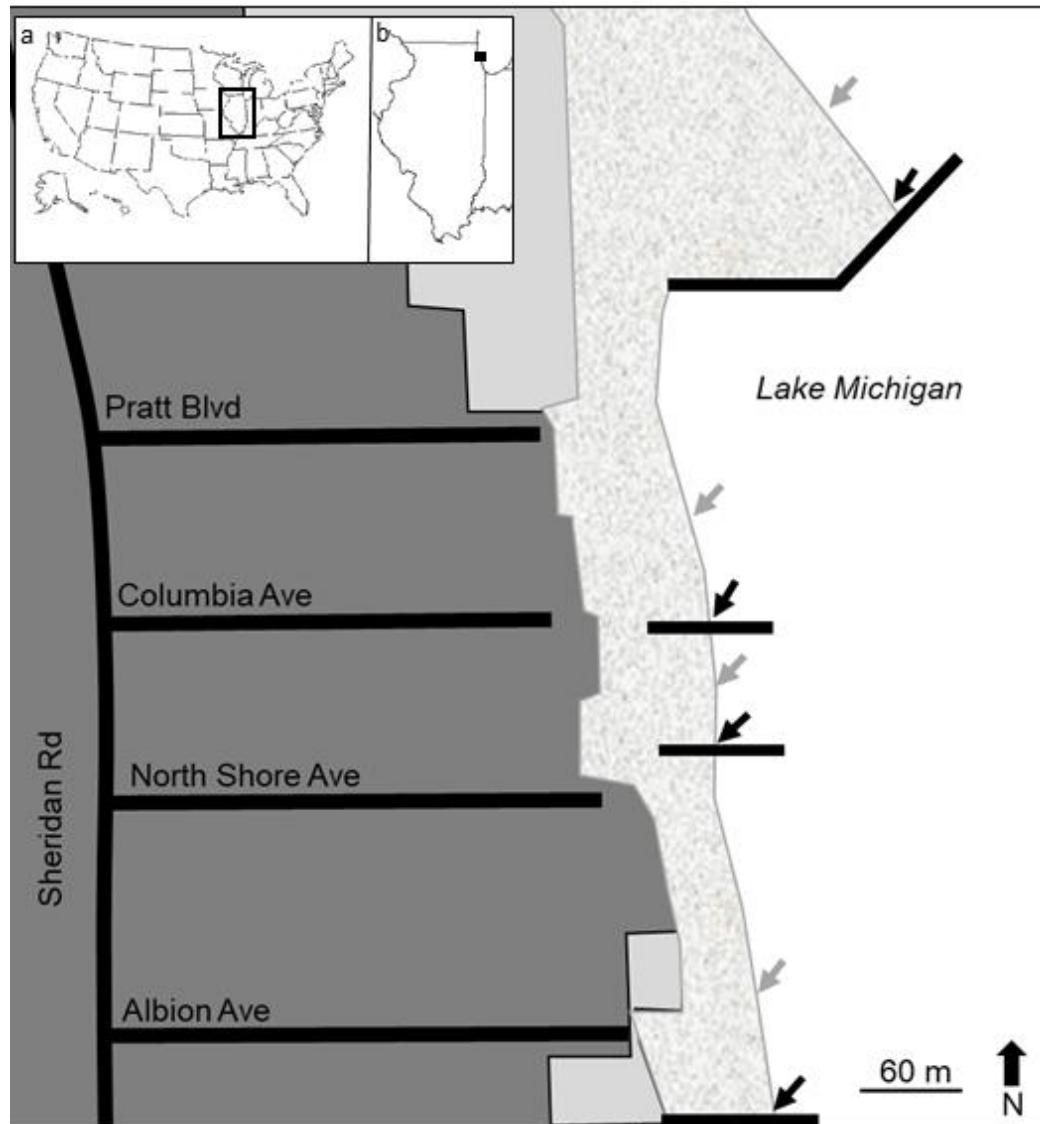 a
b
Lake Michigan
Pratt Blvd
Columbia Ave
North Shore Ave
Sheridan Rd
Albion Ave
60 m
N